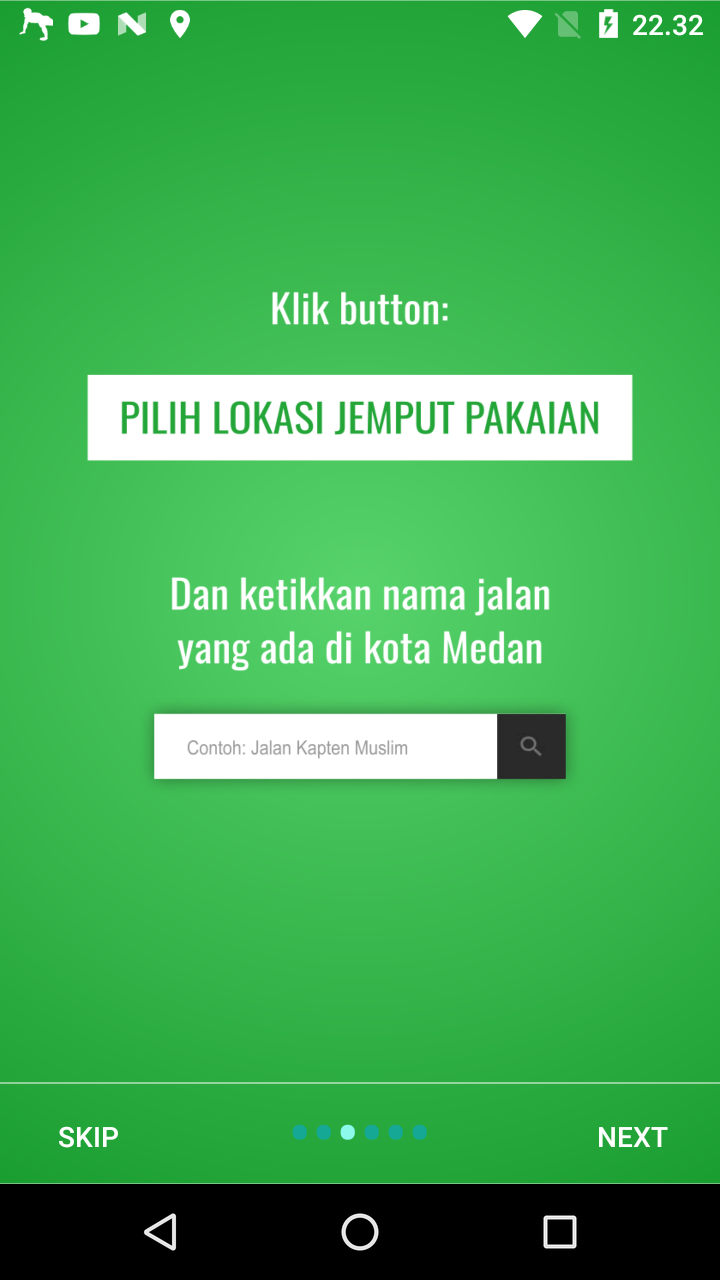 22.32
Klik button:
PILIH LOKASI JEMPUT PAKAIAN
Dan ketikkan nama jalan
yang ada di kota Medan
Contoh: Jalan Kapten Muslim
SKIP
NEXT